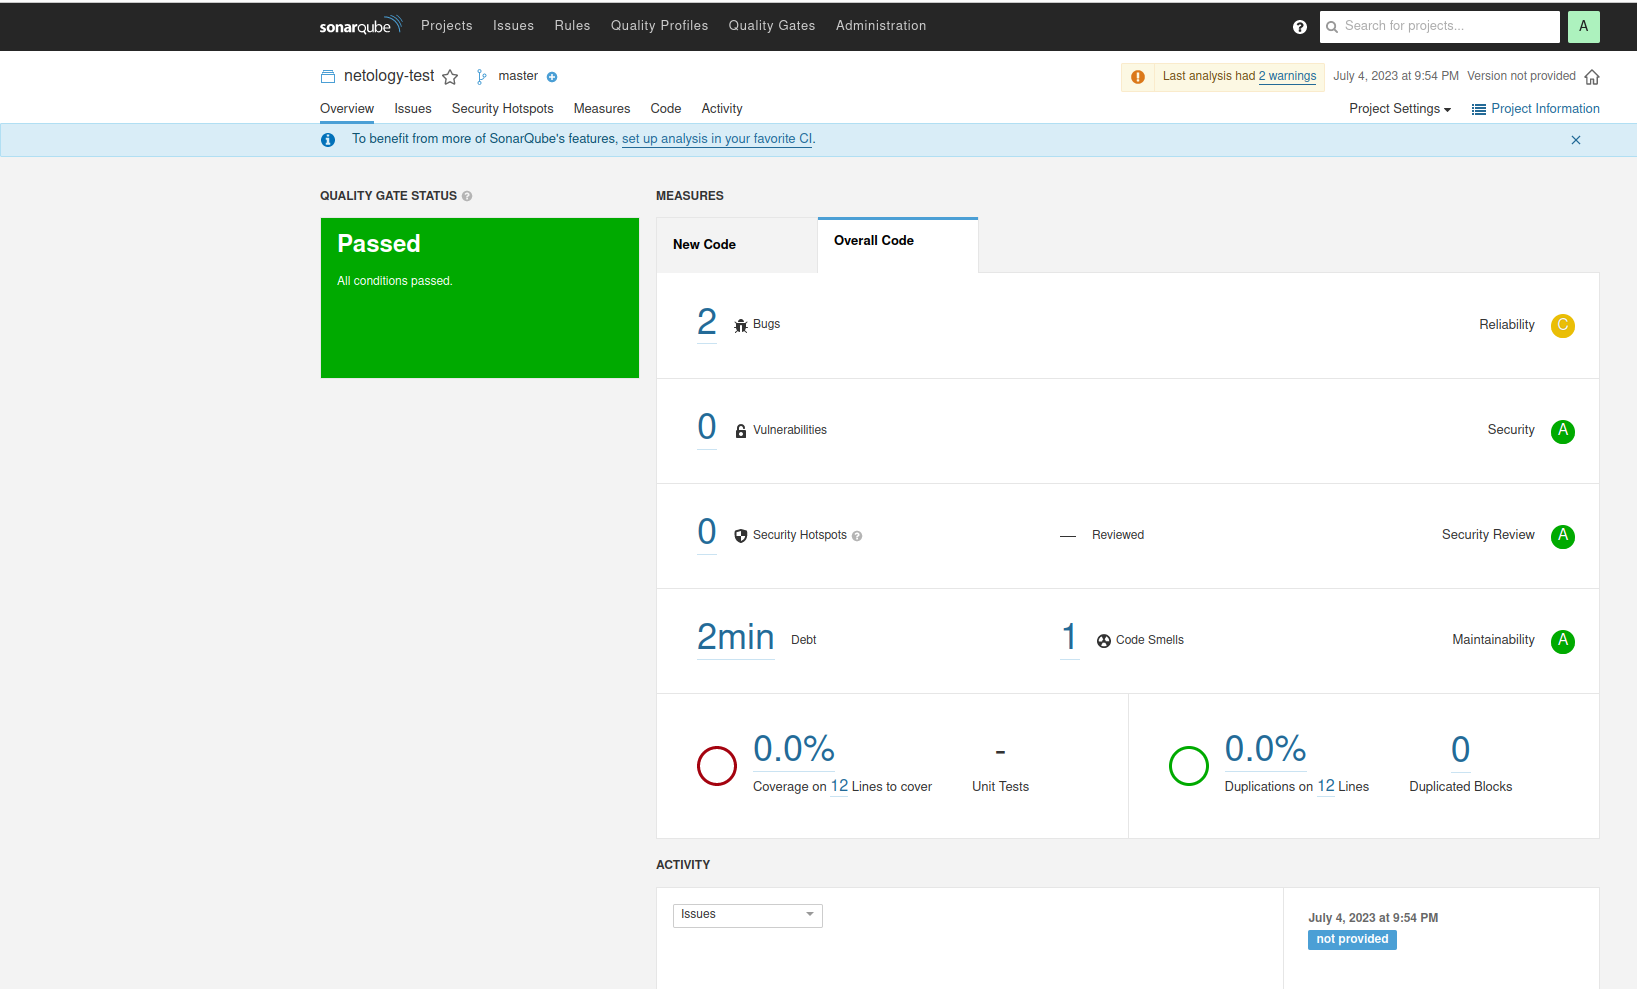 sonarqube Projects Issues Rules Quality Profiles Quality Gates Administration ? Search for projects... A
netology-test master Last analysis had 2 warnings July 4, 2023 at 9:54 PM Version not provided
Overview Issues Security Hotspots Measures Code Activity Project Settings Project Information
To benefit from more of SonarQube's features, set up analysis in your favorite CI.
QUALITY GATE STATUS ?
Passed
All conditions passed.
MEASURES
New Code Overall Code
2 Bugs Reliability C
0 Vulnerabilities Security A
0 Security Hotspots ? — Reviewed Security Review A
2min Debt 1 Code Smells Maintainability A
0.0% - 0.0% 0
Coverage on 12 Lines to cover Unit Tests Duplications on 12 Lines Duplicated Blocks
ACTIVITY
Issues
July 4, 2023 at 9:54 PM
not provided